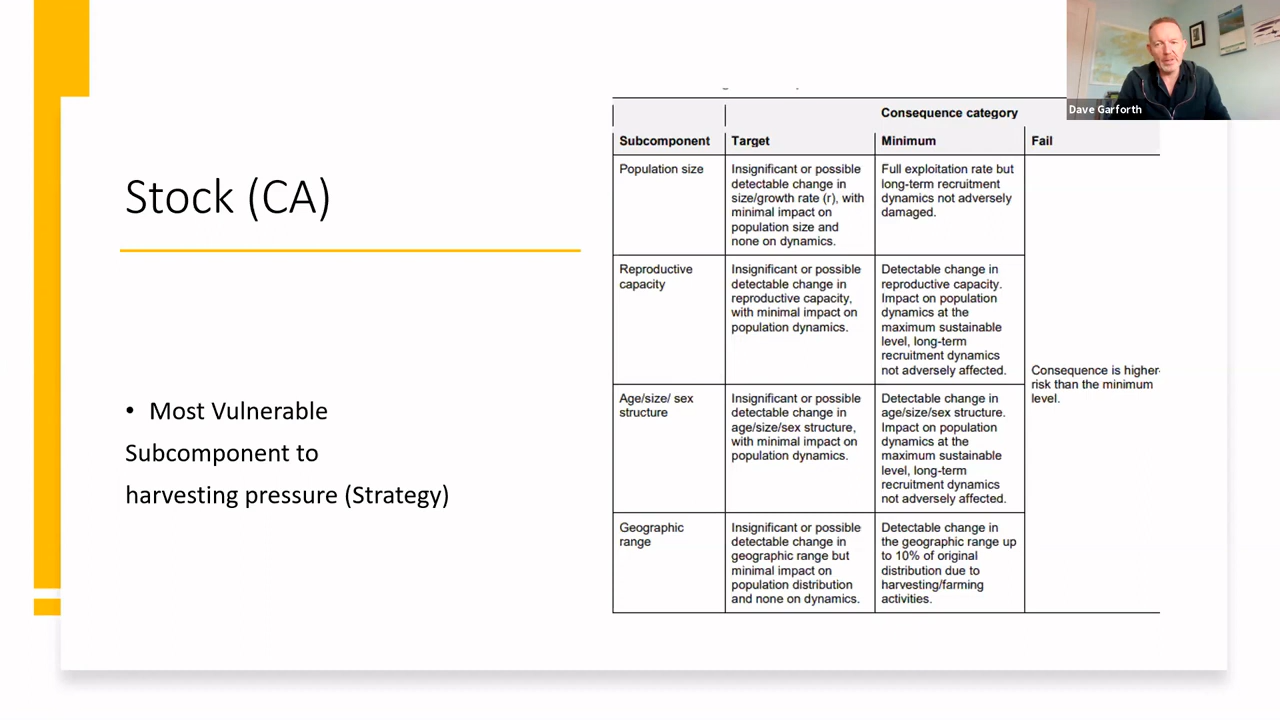 Dave Garforth
Stock (CA)
• Most Vulnerable
Subcomponent to
harvesting pressure (Strategy)
Consequence category
Subcomponent
Target
Minimum
Fail
Population size
Insignificant or possible
detectable change in
size/growth rate (r), with
minimal impact on
population size and
none on dynamics.
Full exploitation rate but
long-term recruitment
dynamics not adversely
damaged.
Reproductive
capacity
Insignificant or possible
detectable change in
reproductive capacity,
with minimal impact on
population dynamics.
Detectable change in
reproductive capacity.
Impact on population
dynamics at the
maximum sustainable
level, long-term
recruitment dynamics
not adversely affected.
Consequence is higher
risk than the minimum
level.
Age/size/ sex
structure
Insignificant or possible
detectable change in
age/size/sex structure,
with minimal impact on
population dynamics.
Detectable change in
age/size/sex structure.
Impact on population
dynamics at the
maximum sustainable
level, long-term
recruitment dynamics
not adversely affected.
Geographic
range
Insignificant or possible
detectable change in
geographic range but
minimal impact on
population distribution
and none on dynamics.
Detectable change in
the geographic range up
to 10% of original
distribution due to
harvesting/farming
activities.